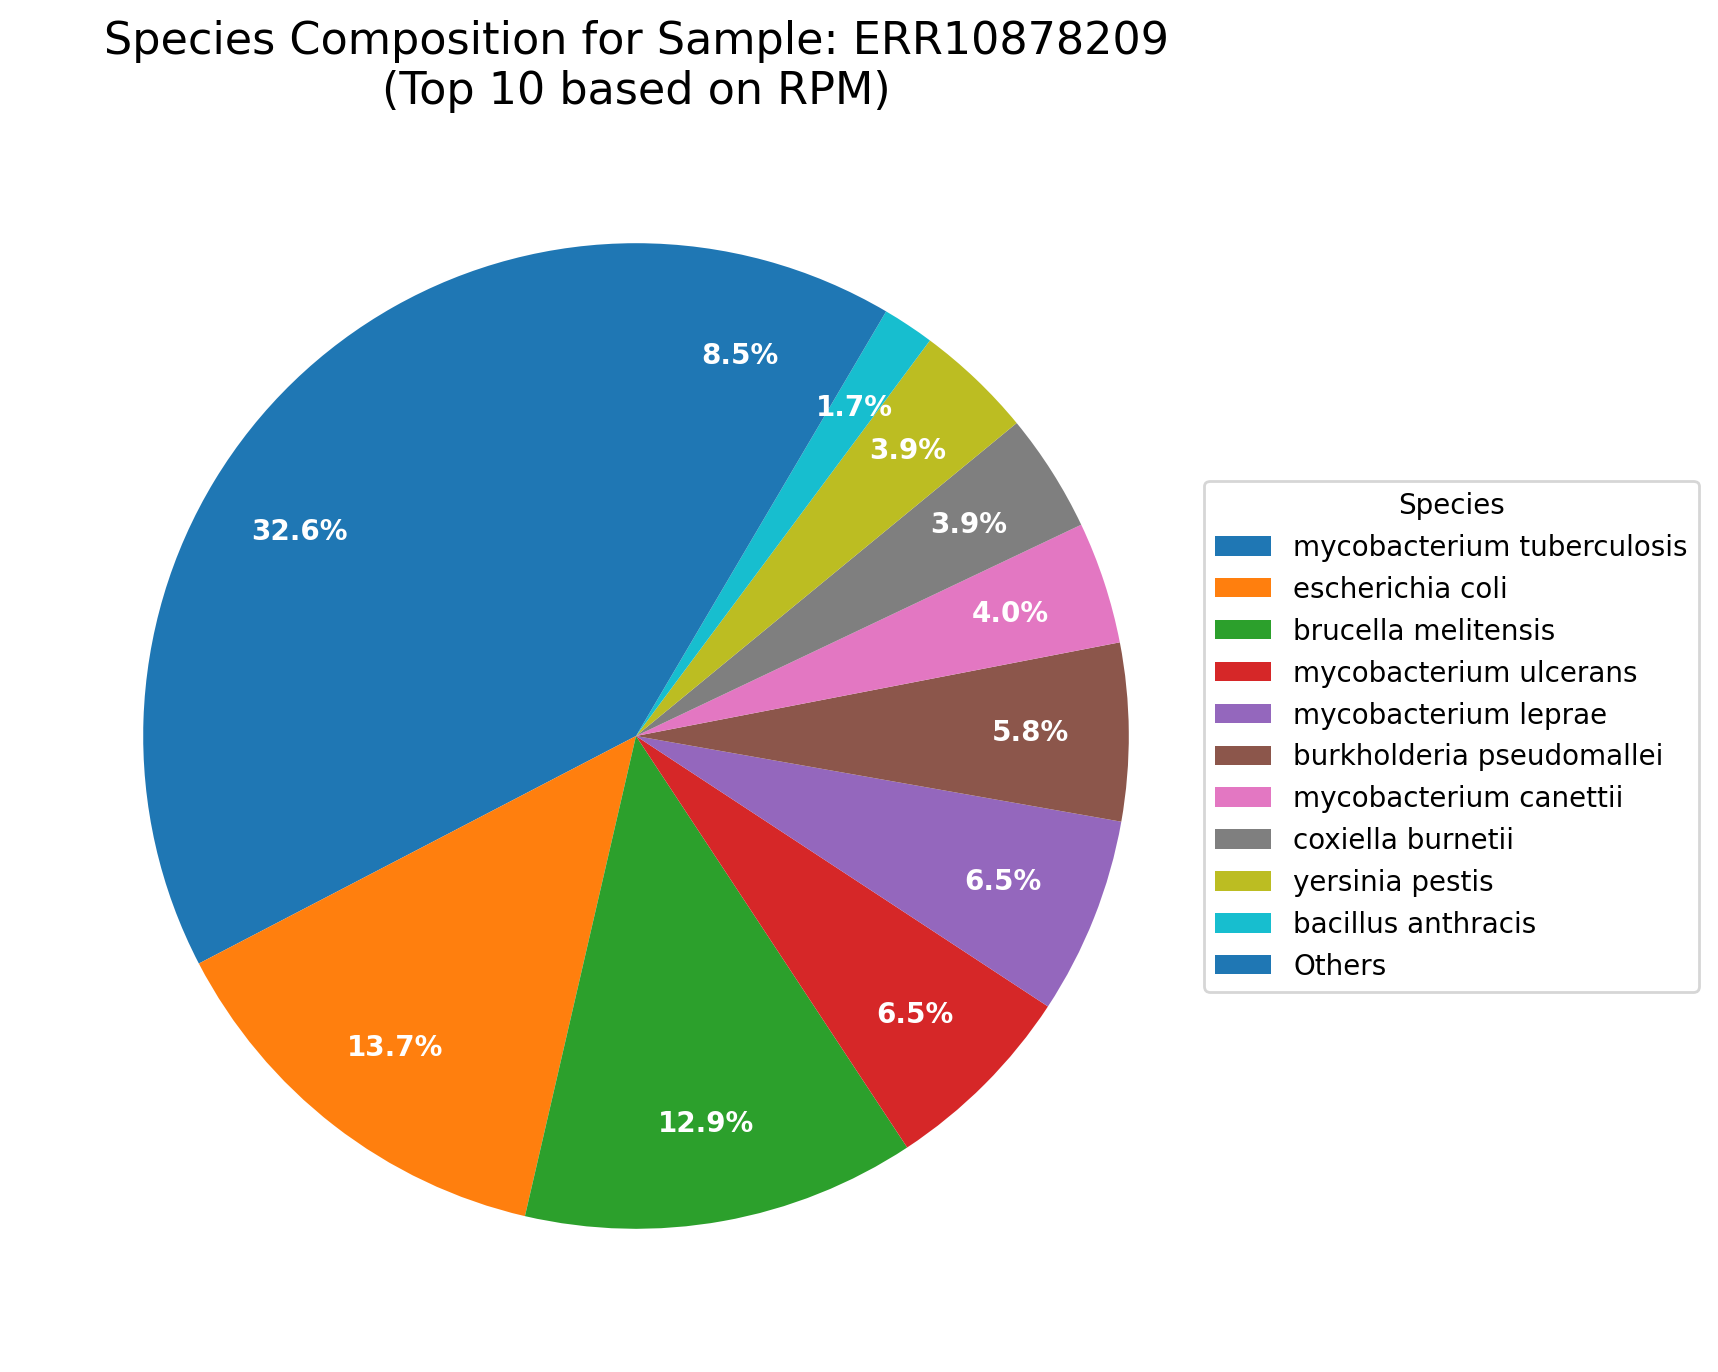 Species Composition for Sample: ERR10878209
(Top 10 based on RPM)
8.5%
1.7%
3.9%
32.6%
3.9%
4.0%
5.8%
6.5%
6.5%
13.7%
12.9%
Species
mycobacterium tuberculosis
escherichia coli
brucella melitensis
mycobacterium ulcerans
mycobacterium leprae
burkholderia pseudomallei
mycobacterium canettii
coxiella burnetii
yersinia pestis
bacillus anthracis
Others